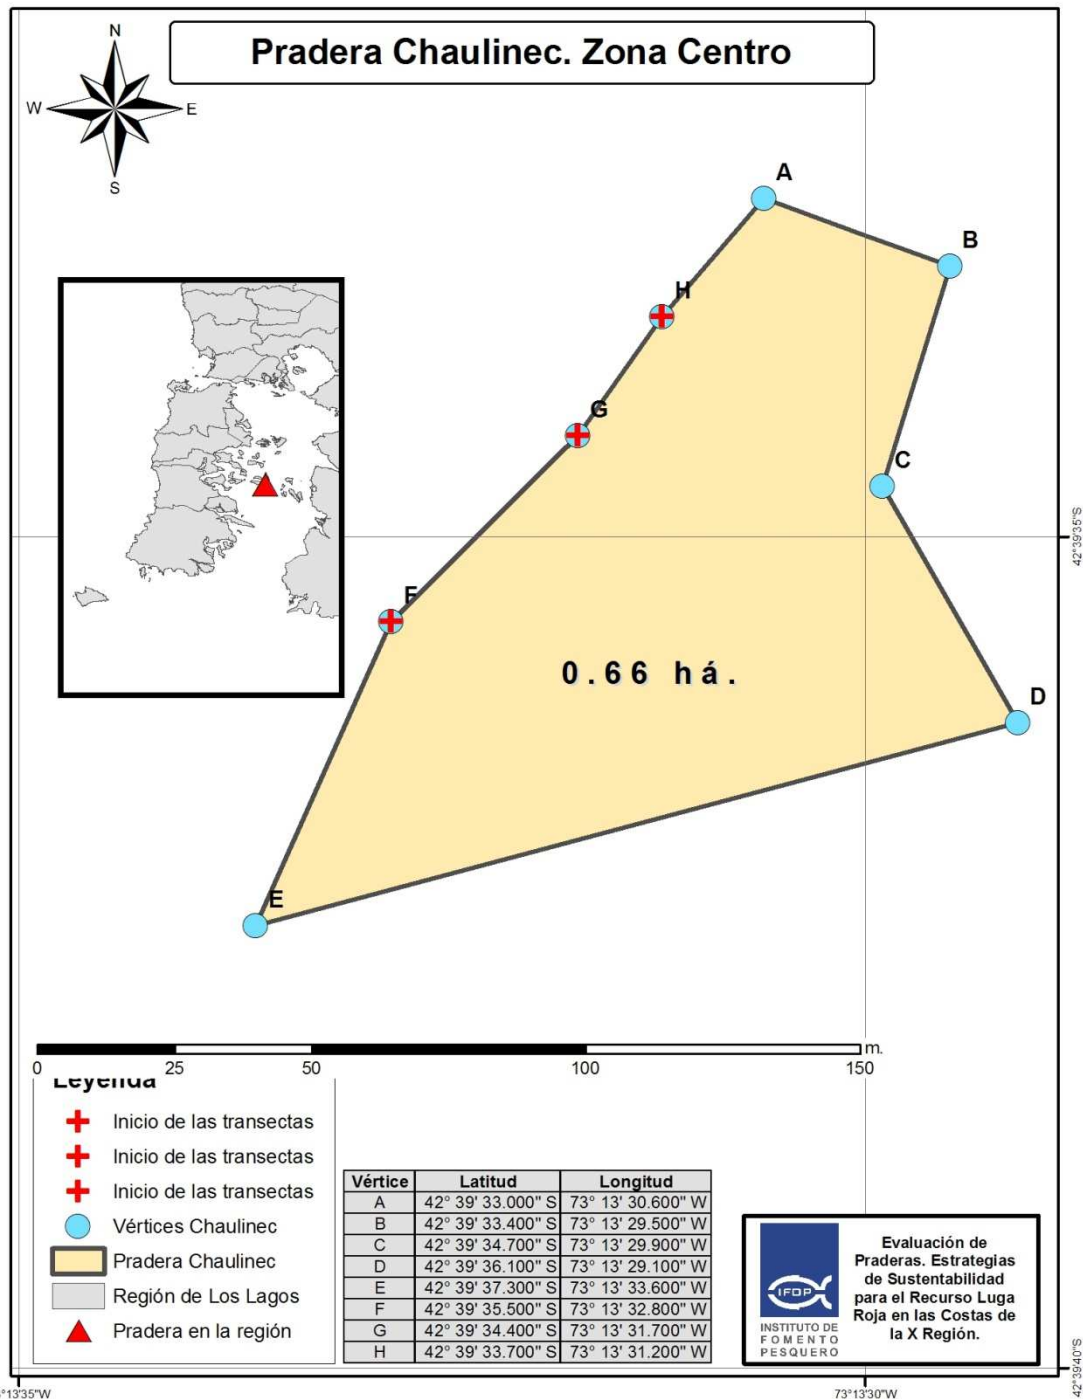 Pradera Chaulinec. Zona Centro
N
W
E
S
A
B
H
G
C
42°39'35"S
F
0.66 há.
D
E
0 25 50 100 150 m.
Leyenda
Inicio de las transectas
Inicio de las transectas
Inicio de las transectas
Vértices Chaulinec
Pradera Chaulinec
Región de Los Lagos
Pradera en la región
Vértice Latitud Longitud
A 42° 39' 33.000" S 73° 13' 30.600" W
B 42° 39' 33.400" S 73° 13' 29.500" W
C 42° 39' 34.700" S 73° 13' 29.900" W
D 42° 39' 36.100" S 73° 13' 29.100" W
E 42° 39' 37.300" S 73° 13' 33.600" W
F 42° 39' 35.500" S 73° 13' 32.800" W
G 42° 39' 34.400" S 73° 13' 31.700" W
H 42° 39' 33.700" S 73° 13' 31.200" W
IFOP
INSTITUTO DE
FOMENTO
PESQUERO
Evaluación de
Praderas. Estrategias
de Sustentabilidad
para el Recurso Luga
Roja en las Costas de
la X Región.
42°39'40"S
°13'35"W
73°13'30"W